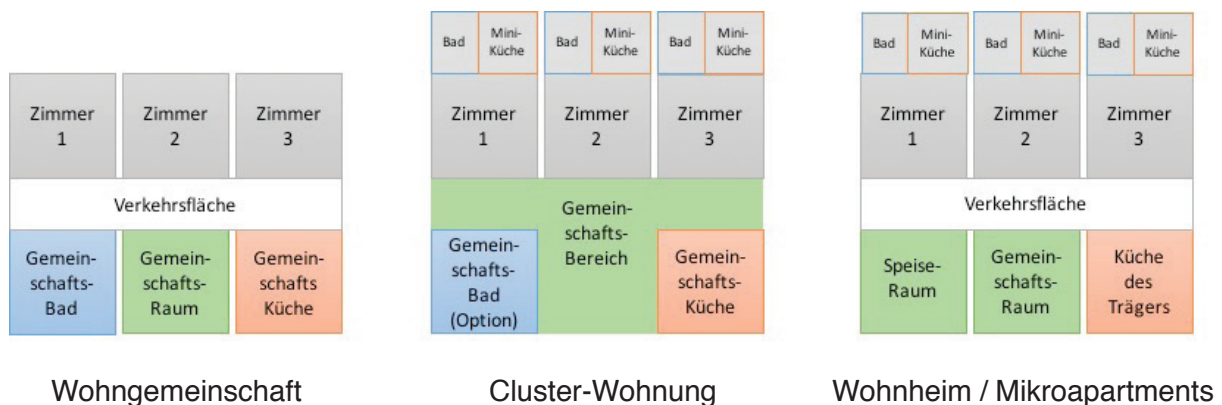 Zimmer
1
Zimmer
2
Zimmer
3
Verkehrsfläche
Gemein-
schafts-
Bad
Gemein-
schafts-
Raum
Gemein-
schafts
Küche
Wohngemeinschaft
Bad
Mini-
Küche
Bad
Mini-
Küche
Bad
Mini-
Küche
Zimmer
1
Zimmer
2
Zimmer
3
Gemein-
schafts-
Bereich
Gemein-
schafts-
Bad
(Option)
Gemein-
schafts-
Küche
Cluster-Wohnung
Bad
Mini-
Küche
Bad
Mini-
Küche
Bad
Mini-
Küche
Zimmer
1
Zimmer
2
Zimmer
3
Verkehrsfläche
Speise-
Raum
Gemein-
schafts-
Raum
Küche
des
Trägers
Wohnheim / Mikroapartments